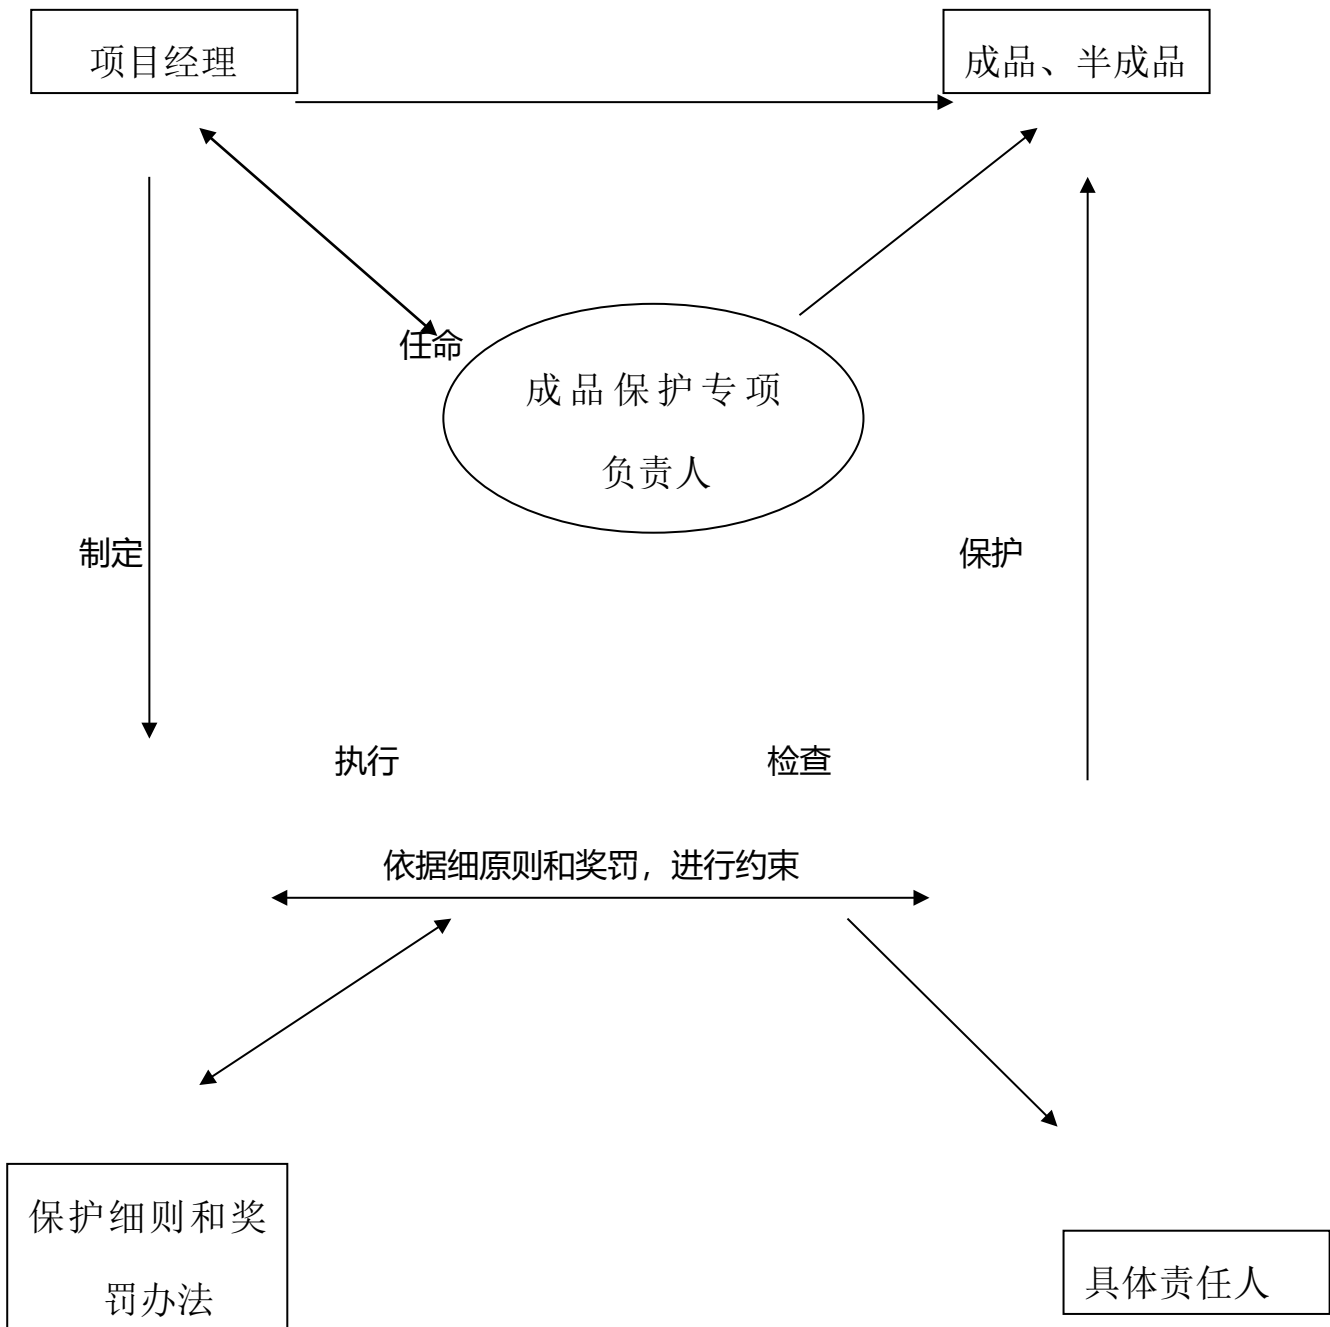 项目经理
成品、半成品
任命
成品保护专项
负责人
制定
保护
执行
检查
依据细原则和奖罚，进行约束
保护细则和奖
罚办法
具体责任人